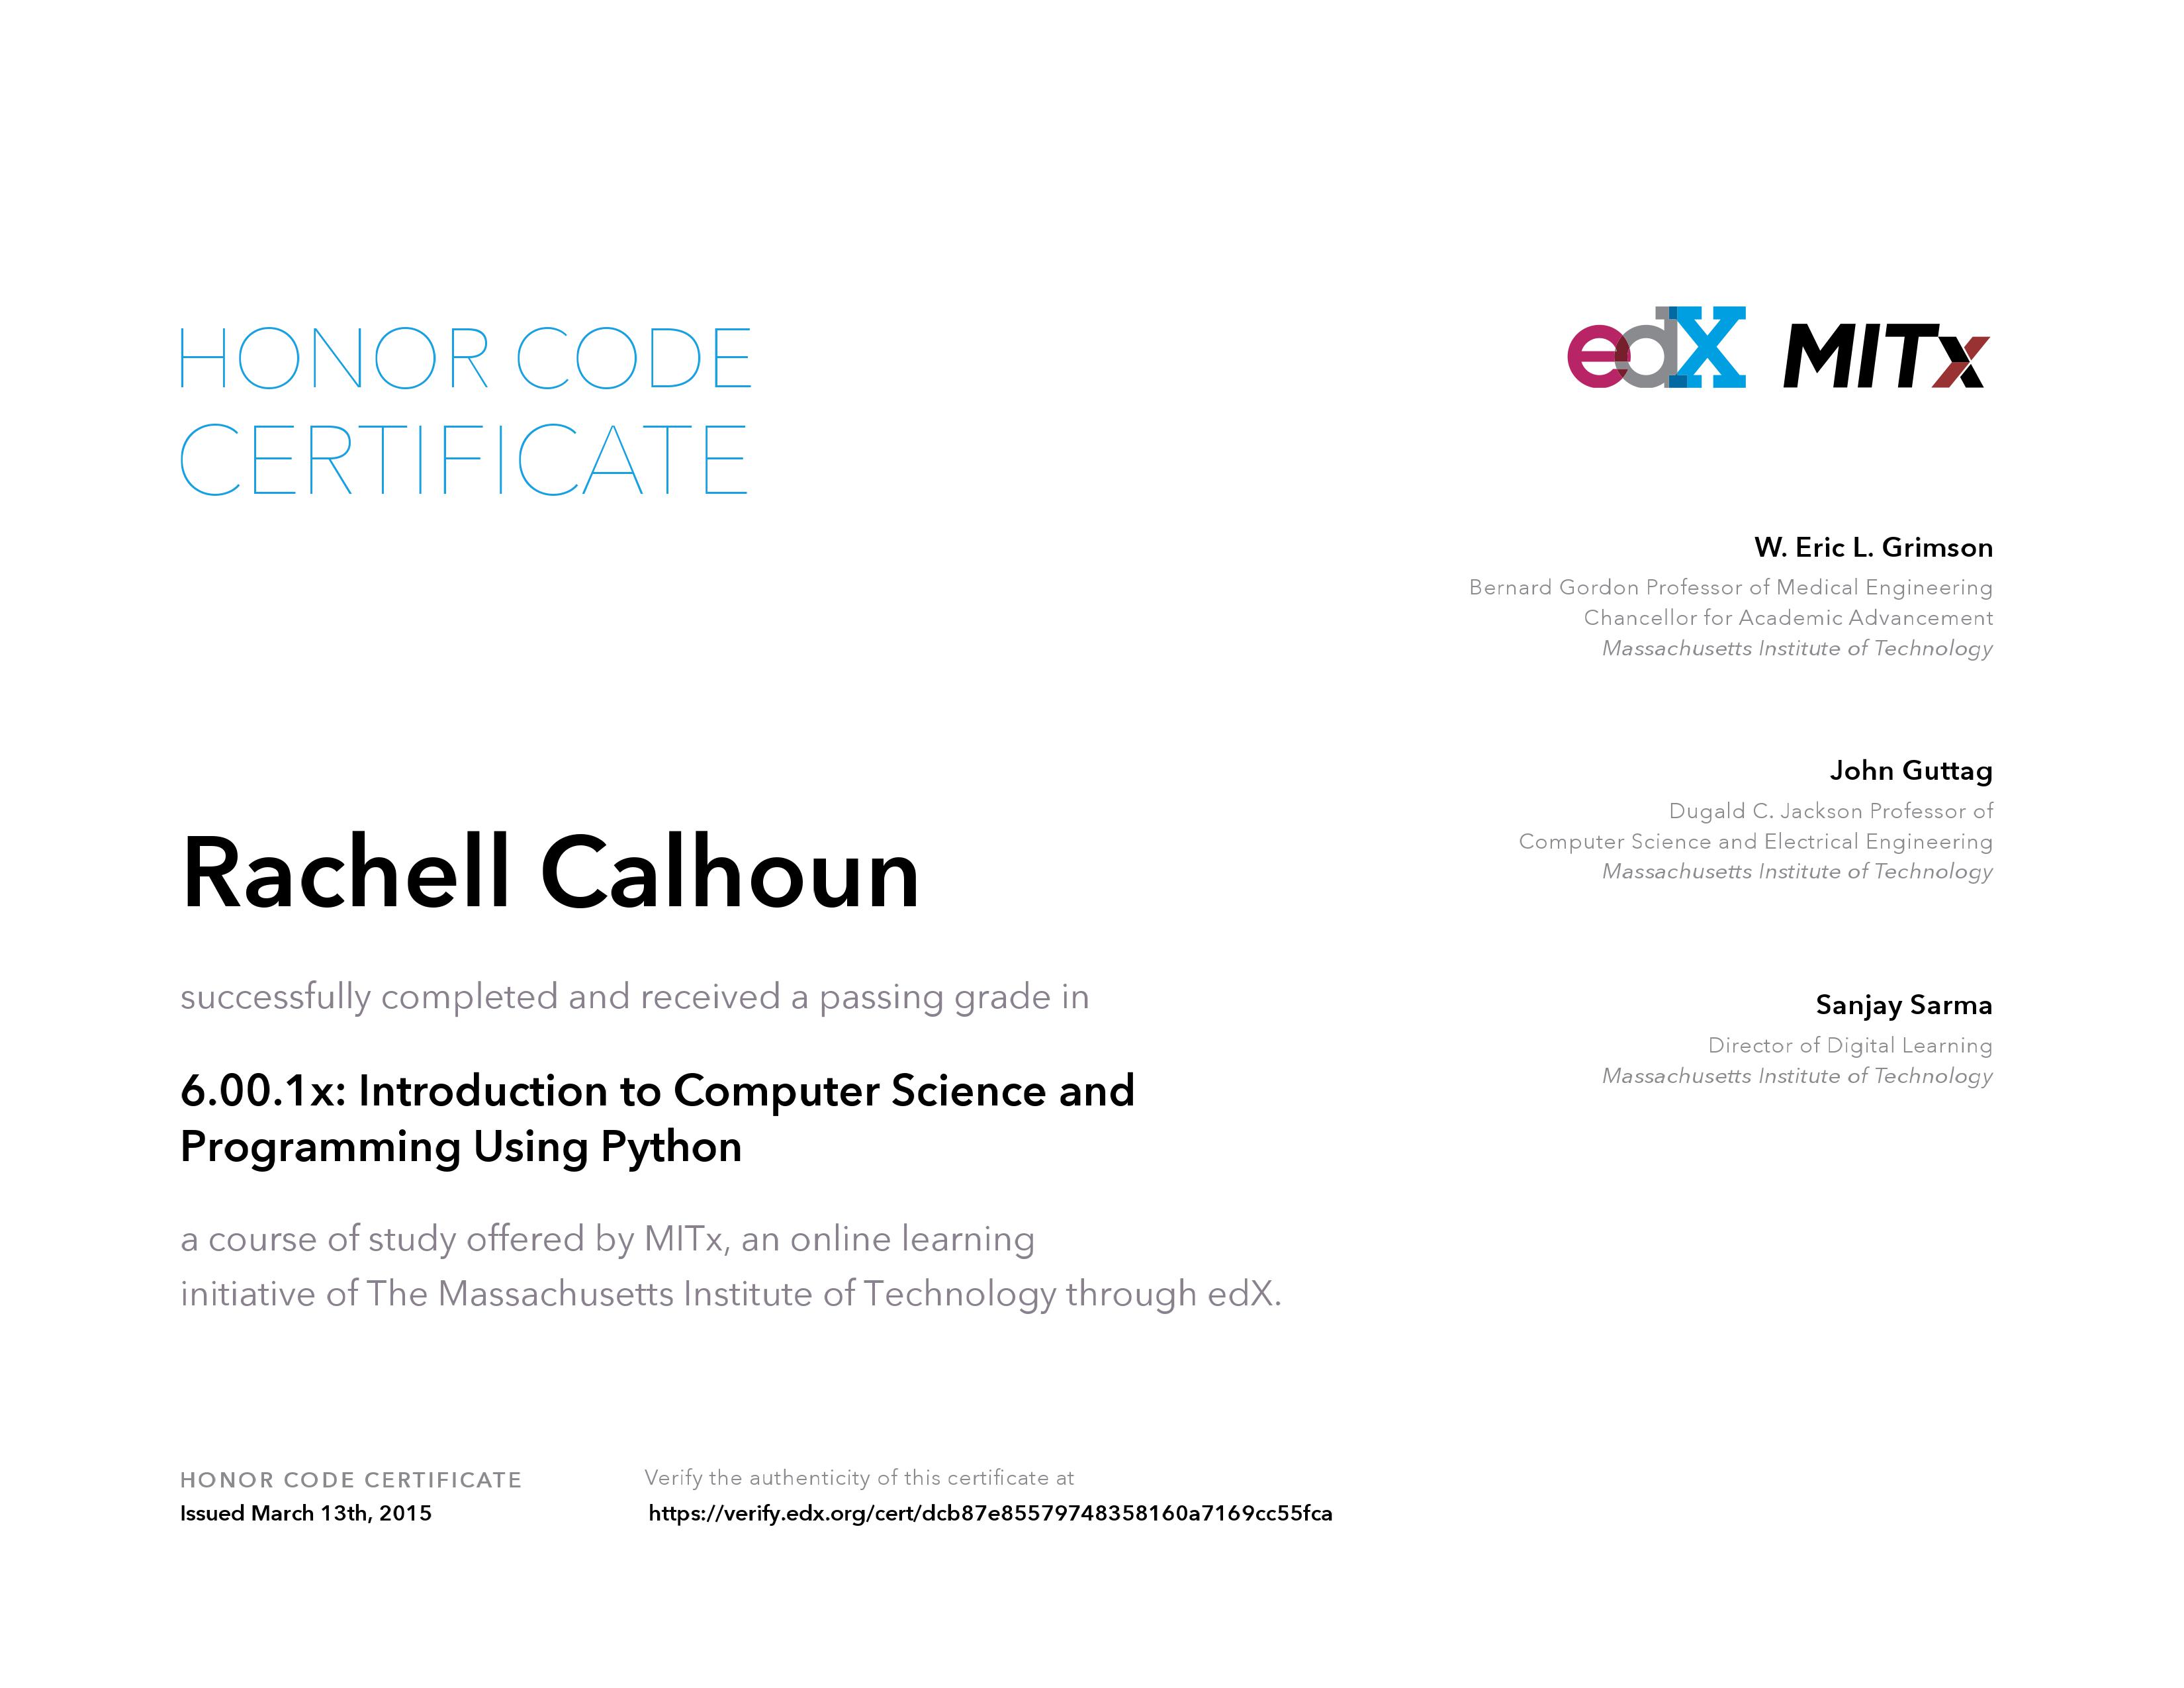 HONOR CODE
CERTIFICATE
edX MITx
W. Eric L. Grimson
Bernard Gordon Professor of Medical Engineering
Chancellor for Academic Advancement
Massachusetts Institute of Technology
John Guttag
Dugald C. Jackson Professor of
Computer Science and Electrical Engineering
Massachusetts Institute of Technology
Sanjay Sarma
Director of Digital Learning
Massachusetts Institute of Technology
Rachell Calhoun
successfully completed and received a passing grade in
6.00.1x: Introduction to Computer Science and
Programming Using Python
a course of study offered by MITx, an online learning
initiative of The Massachusetts Institute of Technology through edX.
HONOR CODE CERTIFICATE
Issued March 13th, 2015
Verify the authenticity of this certificate at
https://verify.edx.org/cert/dcb87e85579748358160a7169cc55fca